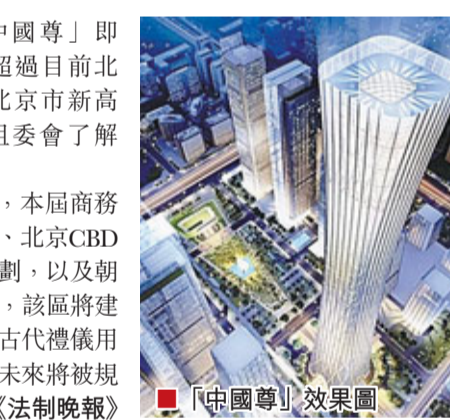 中國尊」即
超過目前北
北京市新高
組委會了解
，本屆商務
、北京CBD
劃，以及朝
，該區將建
古代禮儀用
未來將被規
《法制晚報》
■「中國尊」效果圖